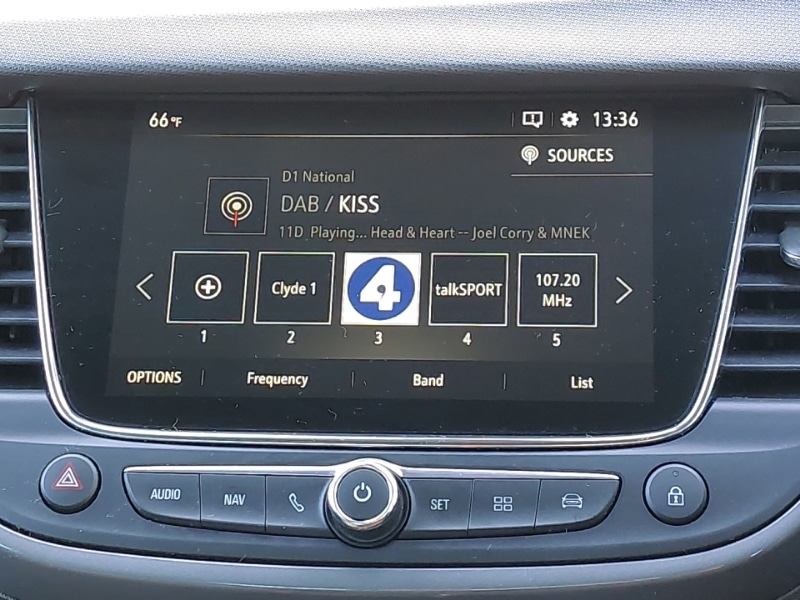 66°F 13:36
SOURCES
D1 National
DAB / KISS
11D Playing... Head & Heart -- Joel Corry & MNEK
Clyde 1 4 talkSPORT 107.20
MHz
1 2 3 4 5
OPTIONS Frequency Band List
AUDIO NAV SET